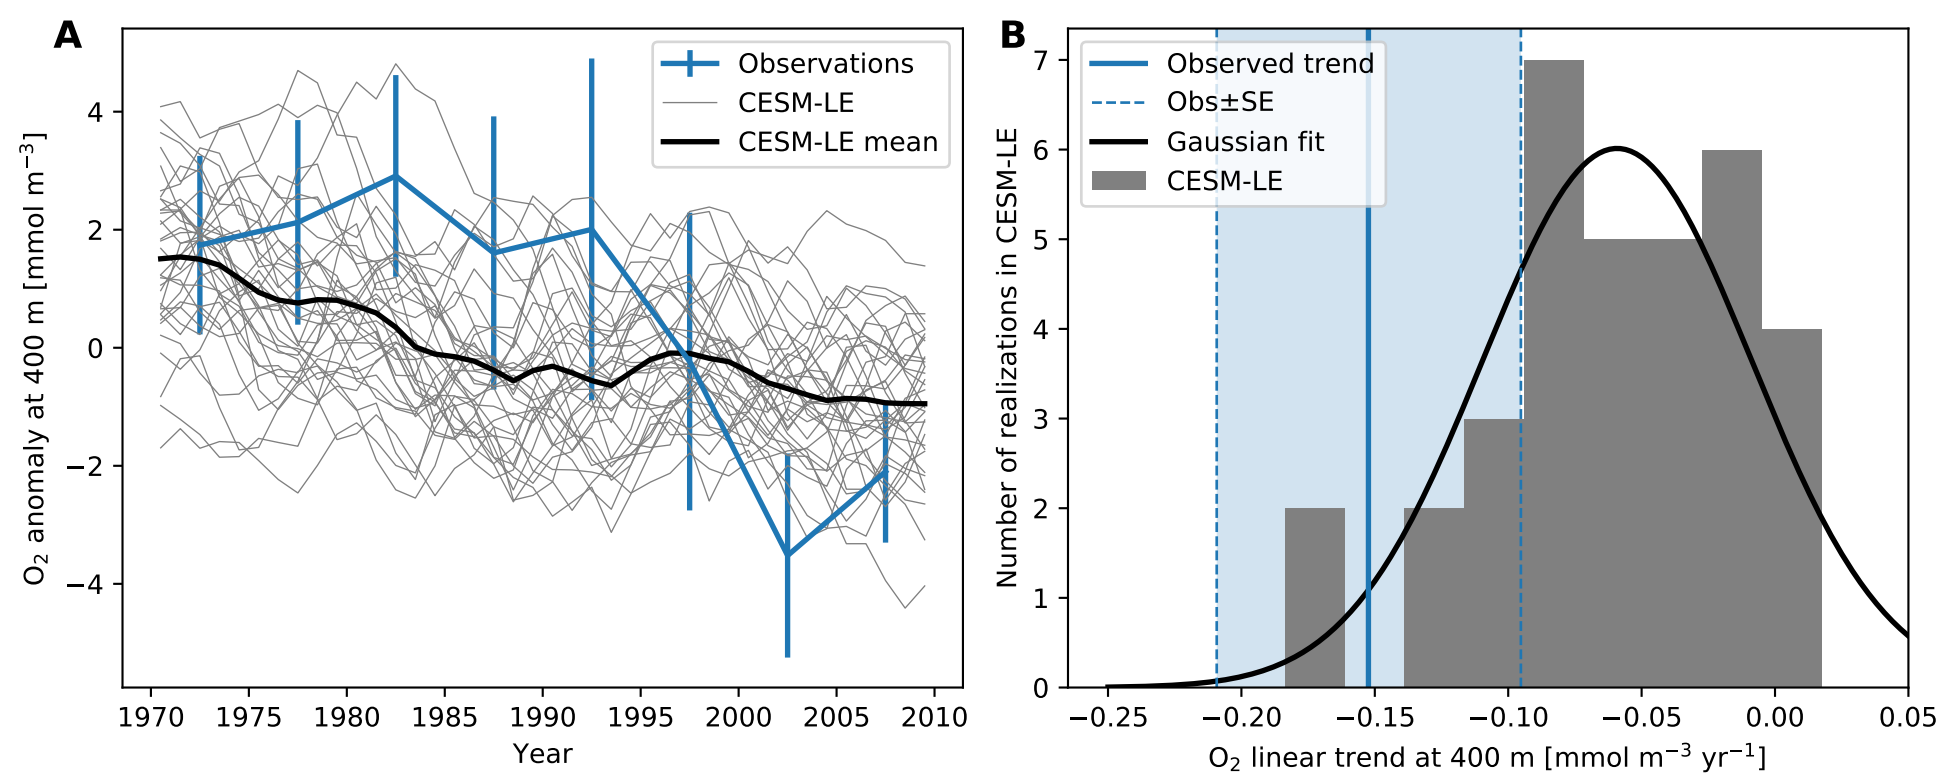 A
O₂ anomaly at 400 m [mmol m⁻³]
4
2
0
−2
−4
Observations
CESM-LE
CESM-LE mean
1970 1975 1980 1985 1990 1995 2000 2005 2010
Year
B
Number of realizations in CESM-LE
7
6
5
4
3
2
1
0
Observed trend
Obs±SE
Gaussian fit
CESM-LE
−0.25 −0.20 −0.15 −0.10 −0.05 0.00 0.05
O₂ linear trend at 400 m [mmol m⁻³ yr⁻¹]